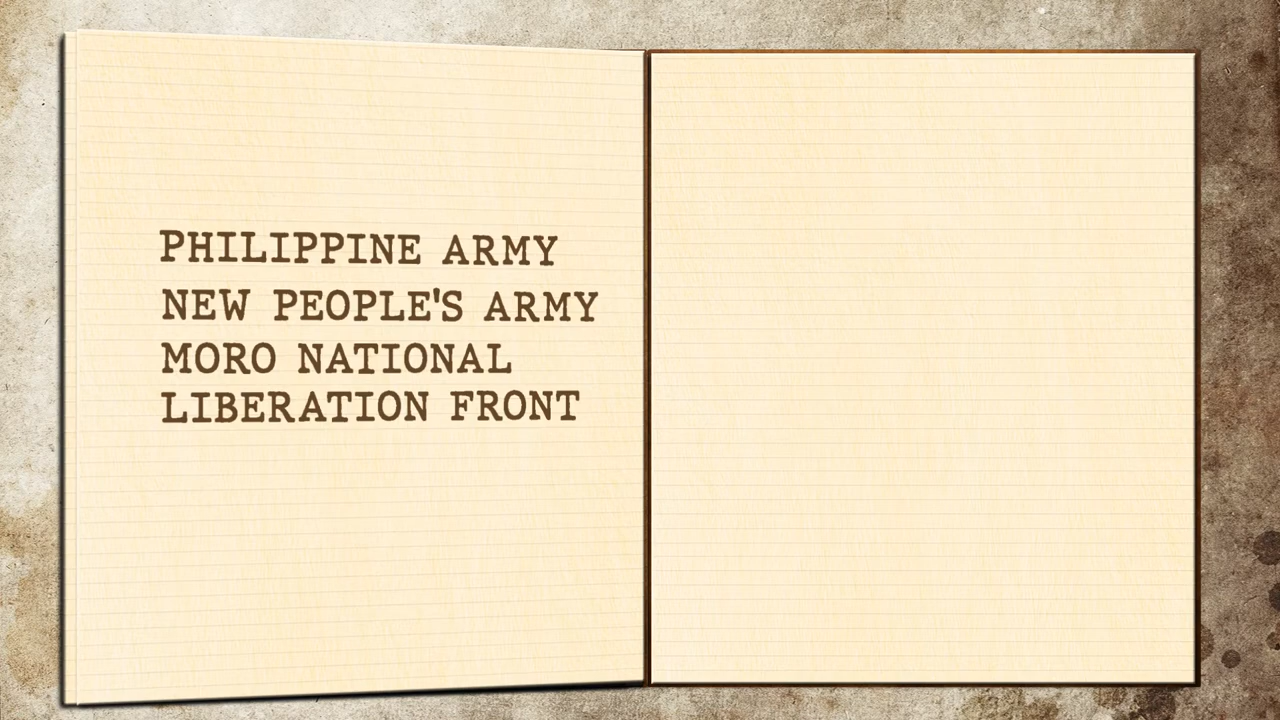 PHILIPPINE ARMY
NEW PEOPLE'S ARMY
MORO NATIONAL
LIBERATION FRONT